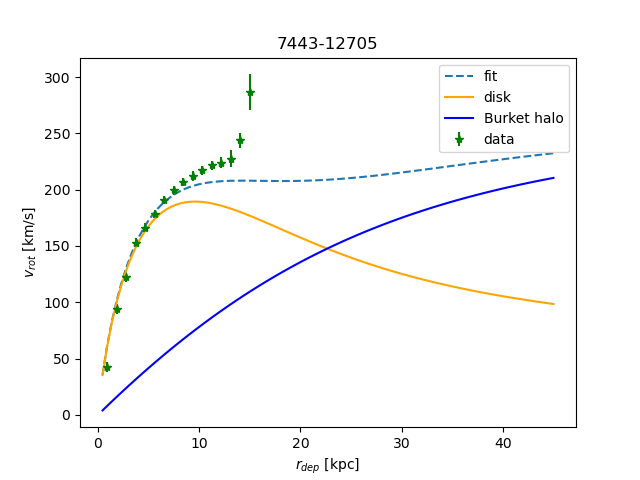 7443-12705
fit
disk
Burket halo
data
300
250
200
150
100
50
0
v_rot [km/s]
0 10 20 30 40
r_dep [kpc]